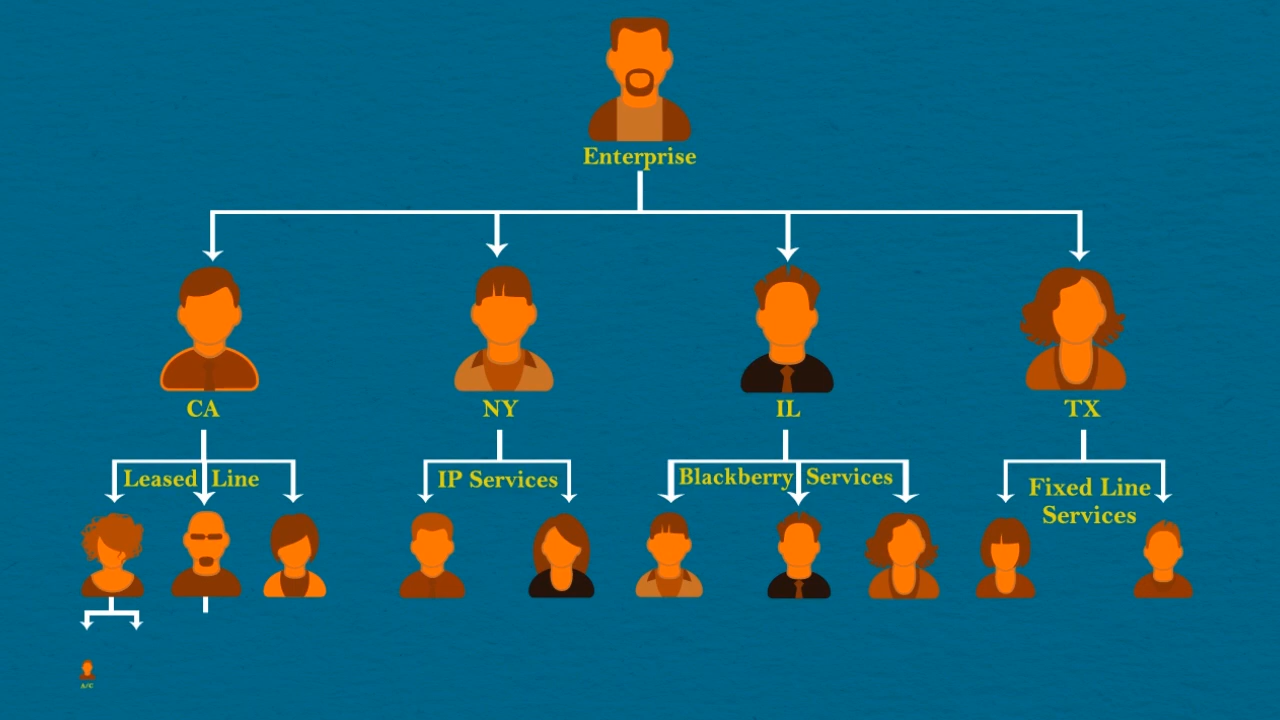 Enterprise
CA
NY
IL
TX
Leased Line
IP Services
Blackberry Services
Fixed Line
Services
A/C